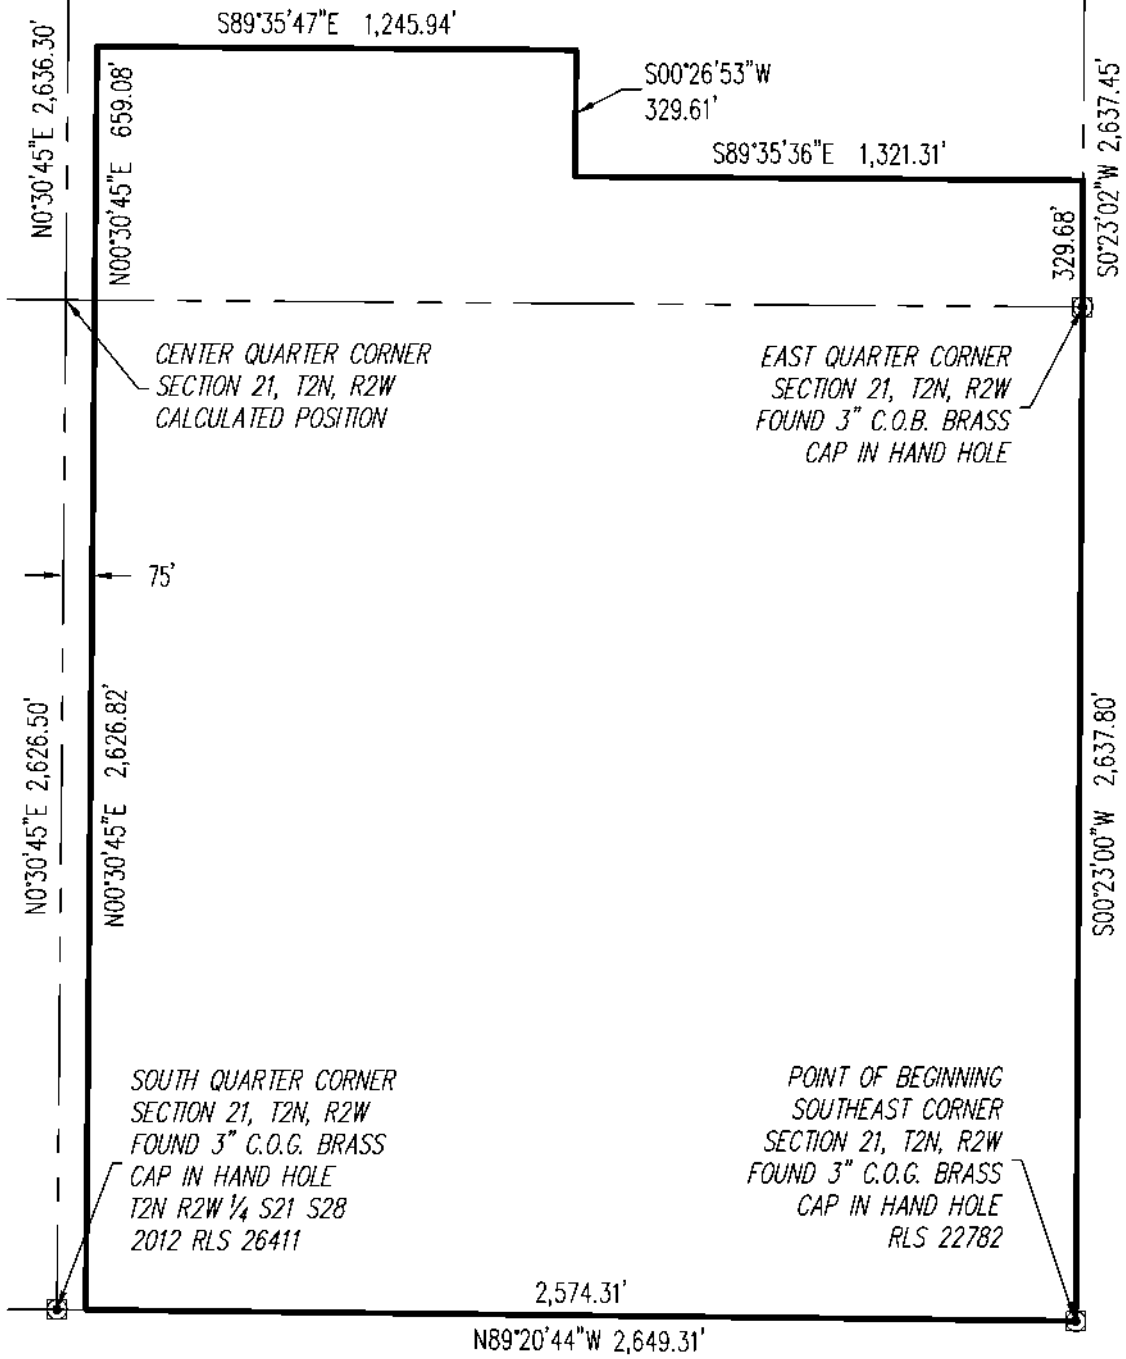 S89°35'47"E 1,245.94'
N0°30'45"E 2,636.30'
N00°30'45"E 659.08'
S00°26'53"W
329.61'
S89°35'36"E 1,321.31'
329.68'
S0°23'02"W 2,637.45'
CENTER QUARTER CORNER
SECTION 21, T2N, R2W
CALCULATED POSITION
EAST QUARTER CORNER
SECTION 21, T2N, R2W
FOUND 3" C.O.B. BRASS
CAP IN HAND HOLE
75'
N0°30'45"E 2,626.50'
N00°30'45"E 2,626.82'
S00°23'00"W 2,637.80'
SOUTH QUARTER CORNER
SECTION 21, T2N, R2W
FOUND 3" C.O.G. BRASS
CAP IN HAND HOLE
T2N R2W ¼ S21 S28
2012 RLS 26411
POINT OF BEGINNING
SOUTHEAST CORNER
SECTION 21, T2N, R2W
FOUND 3" C.O.G. BRASS
CAP IN HAND HOLE
RLS 22782
2,574.31'
N89°20'44"W 2,649.31'